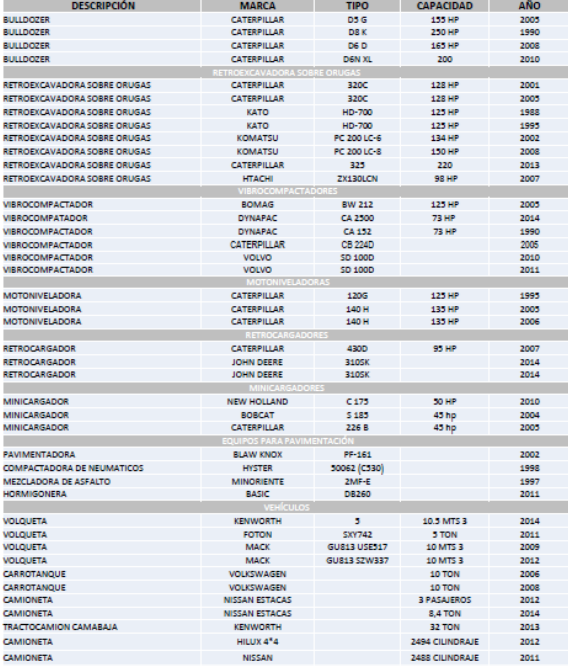 DESCRIPCIÓN MARCA TIPO CAPACIDAD AÑO
BULLDOZER CATERPILLAR D5 G 155 HP 2005
BULLDOZER CATERPILLAR D8 K 250 HP 1990
BULLDOZER CATERPILLAR D6 D 165 HP 2008
BULLDOZER CATERPILLAR D6N XL 200 2010
RETROEXCAVADORA SOBRE ORUGAS
RETROEXCAVADORA SOBRE ORUGAS CATERPILLAR 320C 128 HP 2001
RETROEXCAVADORA SOBRE ORUGAS CATERPILLAR 320C 128 HP 2005
RETROEXCAVADORA SOBRE ORUGAS KATO HD-700 125 HP 1988
RETROEXCAVADORA SOBRE ORUGAS KATO HD-700 125 HP 1995
RETROEXCAVADORA SOBRE ORUGAS KOMATSU PC 200 LC-6 134 HP 2002
RETROEXCAVADORA SOBRE ORUGAS KOMATSU PC 200 LC-8 150 HP 2008
RETROEXCAVADORA SOBRE ORUGAS CATERPILLAR 325 220 2013
RETROEXCAVADORA SOBRE ORUGAS HTACHI ZX130LCN 98 HP 2007
VIBROCOMPACTADORES
VIBROCOMPACTADOR BOMAG BW 212 125 HP 2005
VIBROCOMPATADOR DYNAPAC CA 2500 73 HP 2014
VIBROCOMPACTADOR DYNAPAC CA 152 73 HP 1990
VIBROCOMPACTADOR CATERPILLAR CB 224D 2005
VIBROCOMPACTADOR VOLVO SD 100D 2010
VIBROCOMPACTADOR VOLVO SD 100D 2011
MOTONIVELADORAS
MOTONIVELADORA CATERPILLAR 120G 125 HP 1995
MOTONIVELADORA CATERPILLAR 140 H 135 HP 2005
MOTONIVELADORA CATERPILLAR 140 H 135 HP 2006
RETROCARGADORES
RETROCARGADOR CATERPILLAR 430D 95 HP 2007
RETROCARGADOR JOHN DEERE 310SK 2014
RETROCARGADOR JOHN DEERE 310SK 2014
MINICARGADORES
MINICARGADOR NEW HOLLAND C 175 50 HP 2010
MINICARGADOR BOBCAT S 185 45 hp 2004
MINICARGADOR CATERPILLAR 226 B 45 hp 2005
EQUIPOS PARA PAVIMENTACIÓN
PAVIMENTADORA BLAW KNOX PF-161 2002
COMPACTADORA DE NEUMATICOS HYSTER 50062 (C530) 1998
MEZCLADORA DE ASFALTO MINORIENTE 2MF-E 1997
HORMIGONERA BASIC DB260 2011
VEHÍCULOS
VOLQUETA KENWORTH 5 10.5 MTS 3 2014
VOLQUETA FOTON SXY742 5 TON 2011
VOLQUETA MACK GU813 USE517 10 MTS 3 2009
VOLQUETA MACK GU813 SZW337 10 MTS 3 2012
CARROTANQUE VOLKSWAGEN 10 TON 2006
CARROTANQUE VOLKSWAGEN 10 TON 2008
CAMIONETA NISSAN ESTACAS 3 PASAJEROS 2012
CAMIONETA NISSAN ESTACAS 8,4 TON 2014
TRACTOCAMION CAMABAJA KENWORTH 32 TON 2013
CAMIONETA HILUX 4*4 2494 CILINDRAJE 2012
CAMIONETA NISSAN 2488 CILINDRAJE 2011